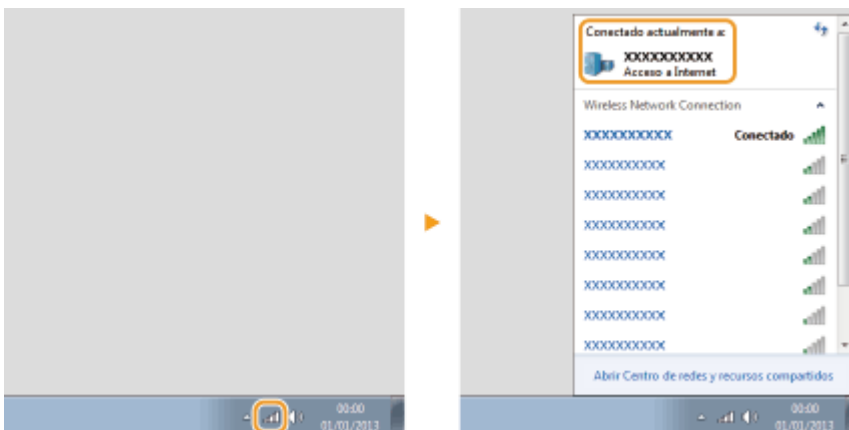 00:00
01/01/2013
Conectado actualmente a:
XXXXXXXXXX
Acceso a Internet
Wireless Network Connection
XXXXXXXXXX Conectado
XXXXXXXXXX
XXXXXXXXXX
XXXXXXXXXX
XXXXXXXXXX
XXXXXXXXXX
XXXXXXXXXX
XXXXXXXXXX
Abrir Centro de redes y recursos compartidos
00:00
01/01/2013